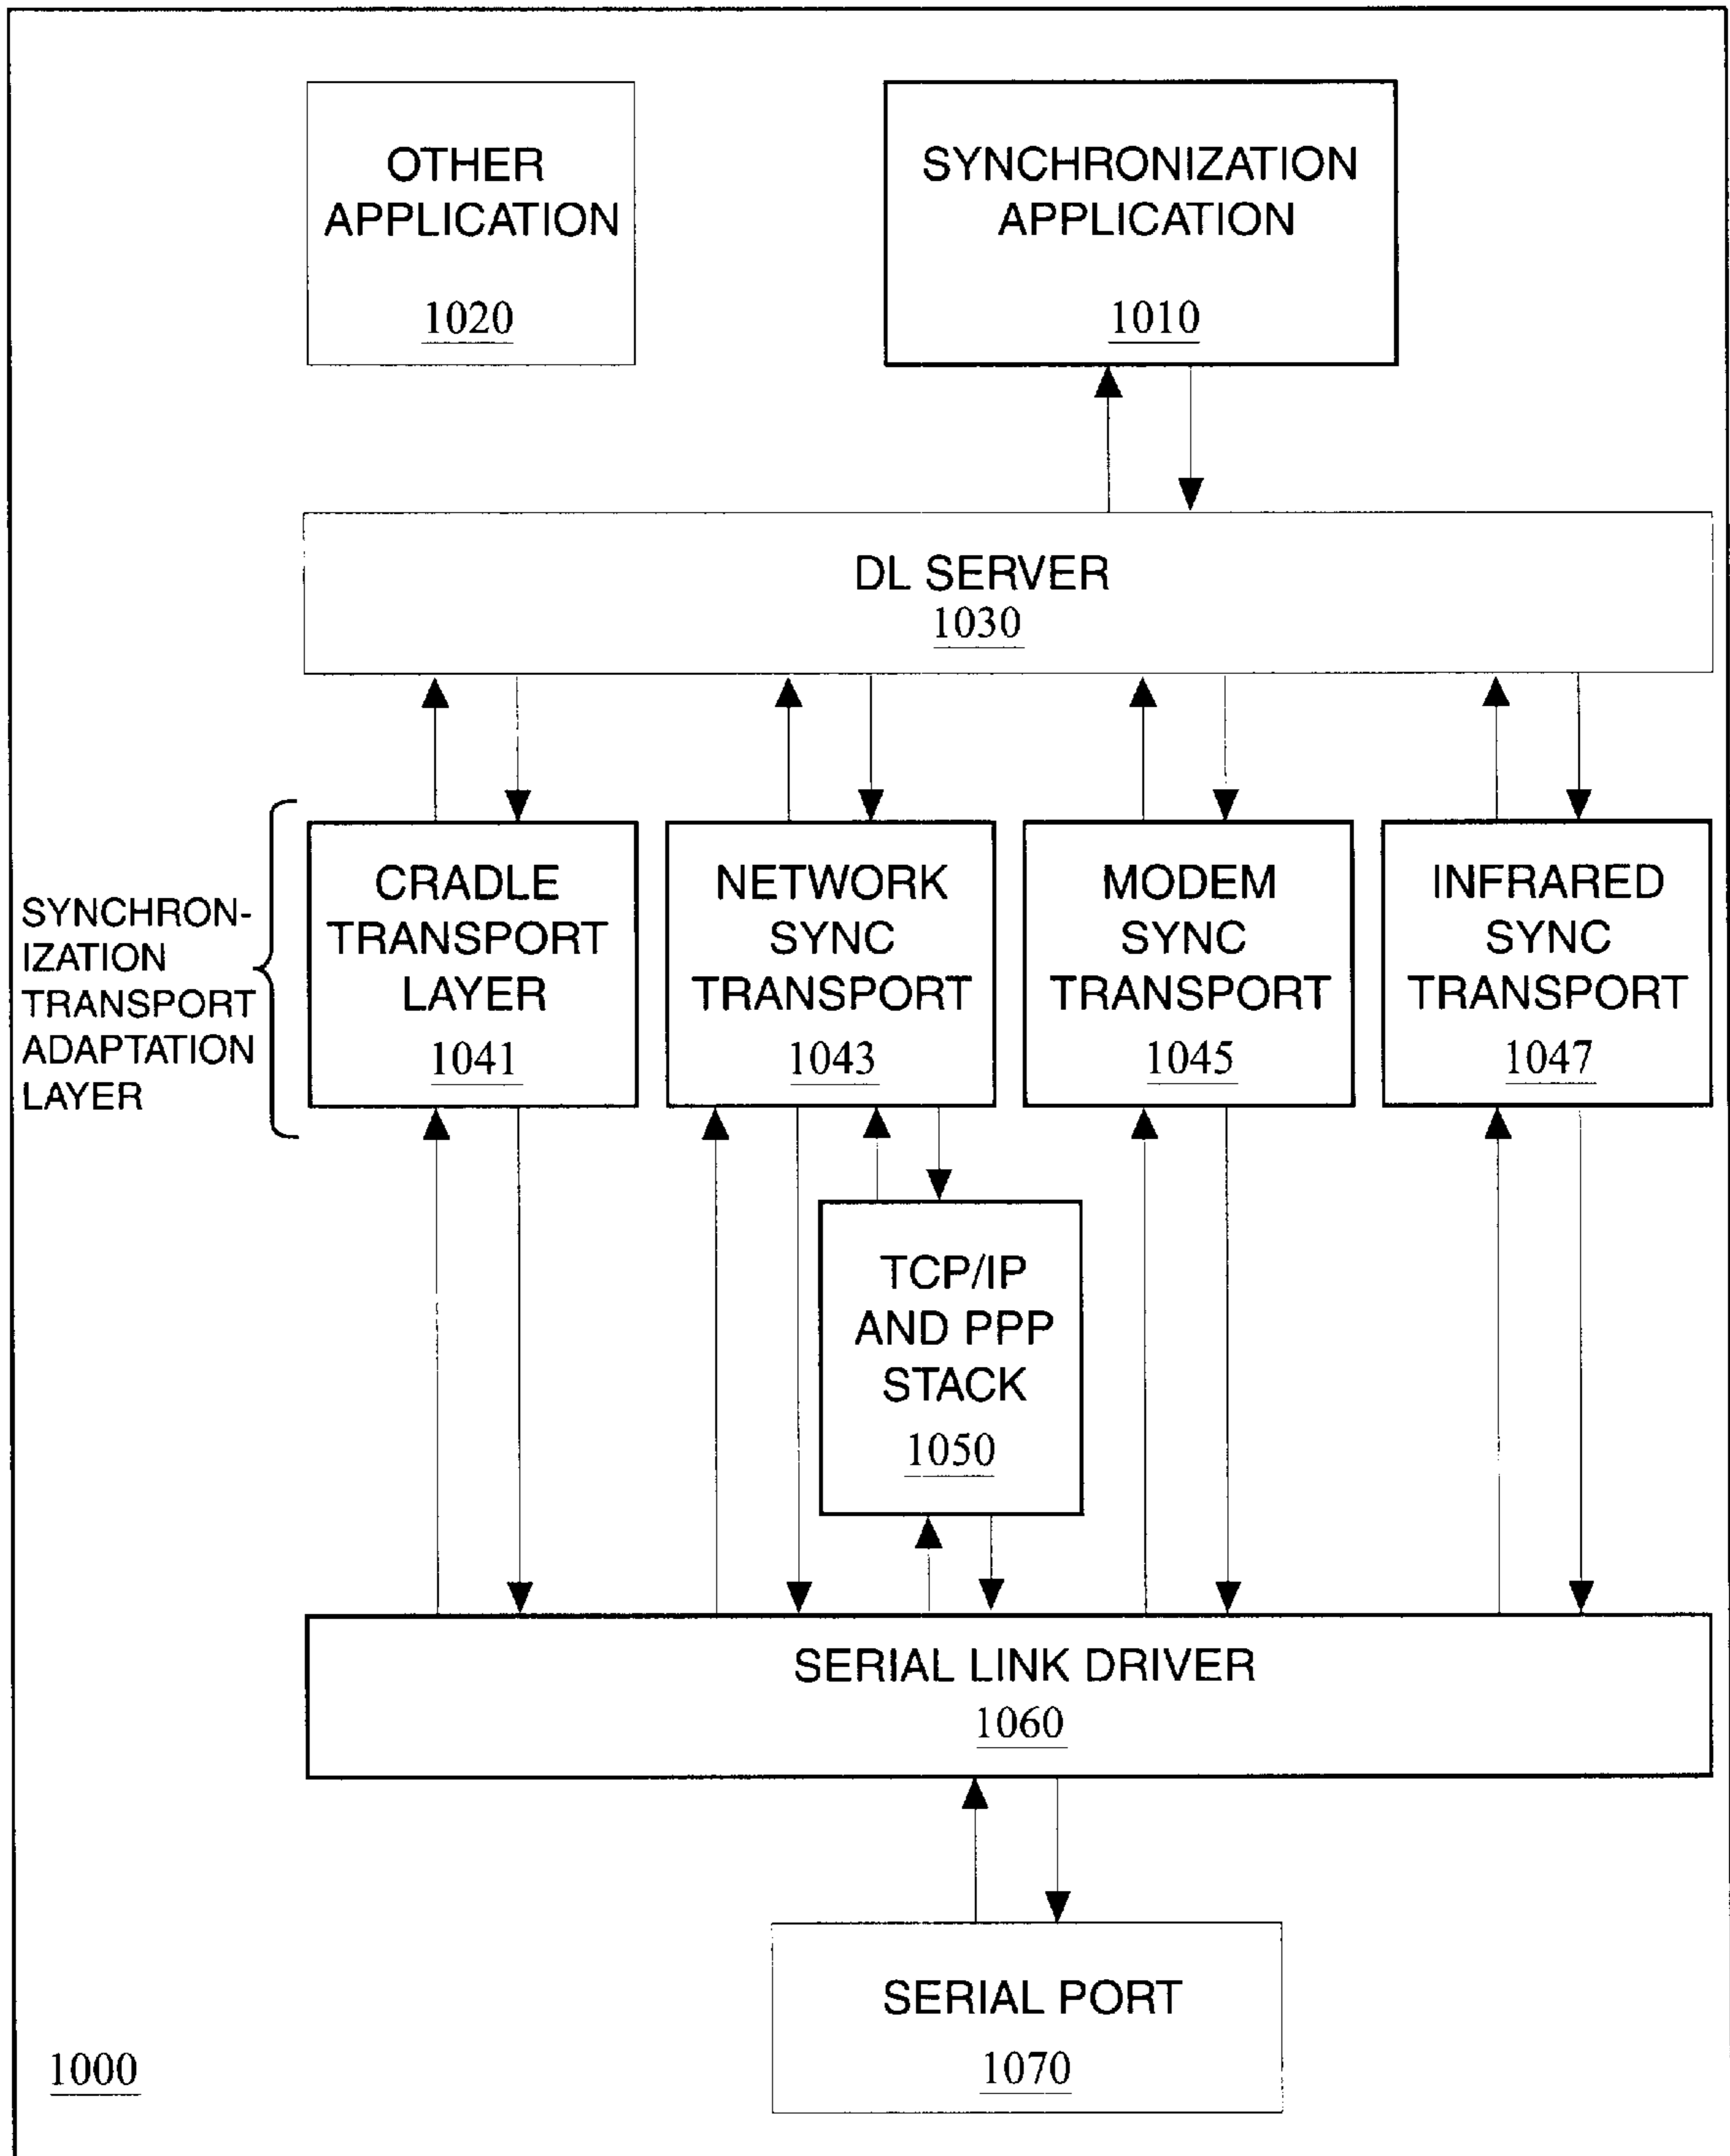 OTHER
APPLICATION
1020
SYNCHRONIZATION
APPLICATION
1010
DL SERVER
1030
SYNCHRON-
IZATION
TRANSPORT
ADAPTATION
LAYER
CRADLE
TRANSPORT
LAYER
1041
NETWORK
SYNC
TRANSPORT
1043
MODEM
SYNC
TRANSPORT
1045
INFRARED
SYNC
TRANSPORT
1047
TCP/IP
AND PPP
STACK
1050
SERIAL LINK DRIVER
1060
SERIAL PORT
1070
1000